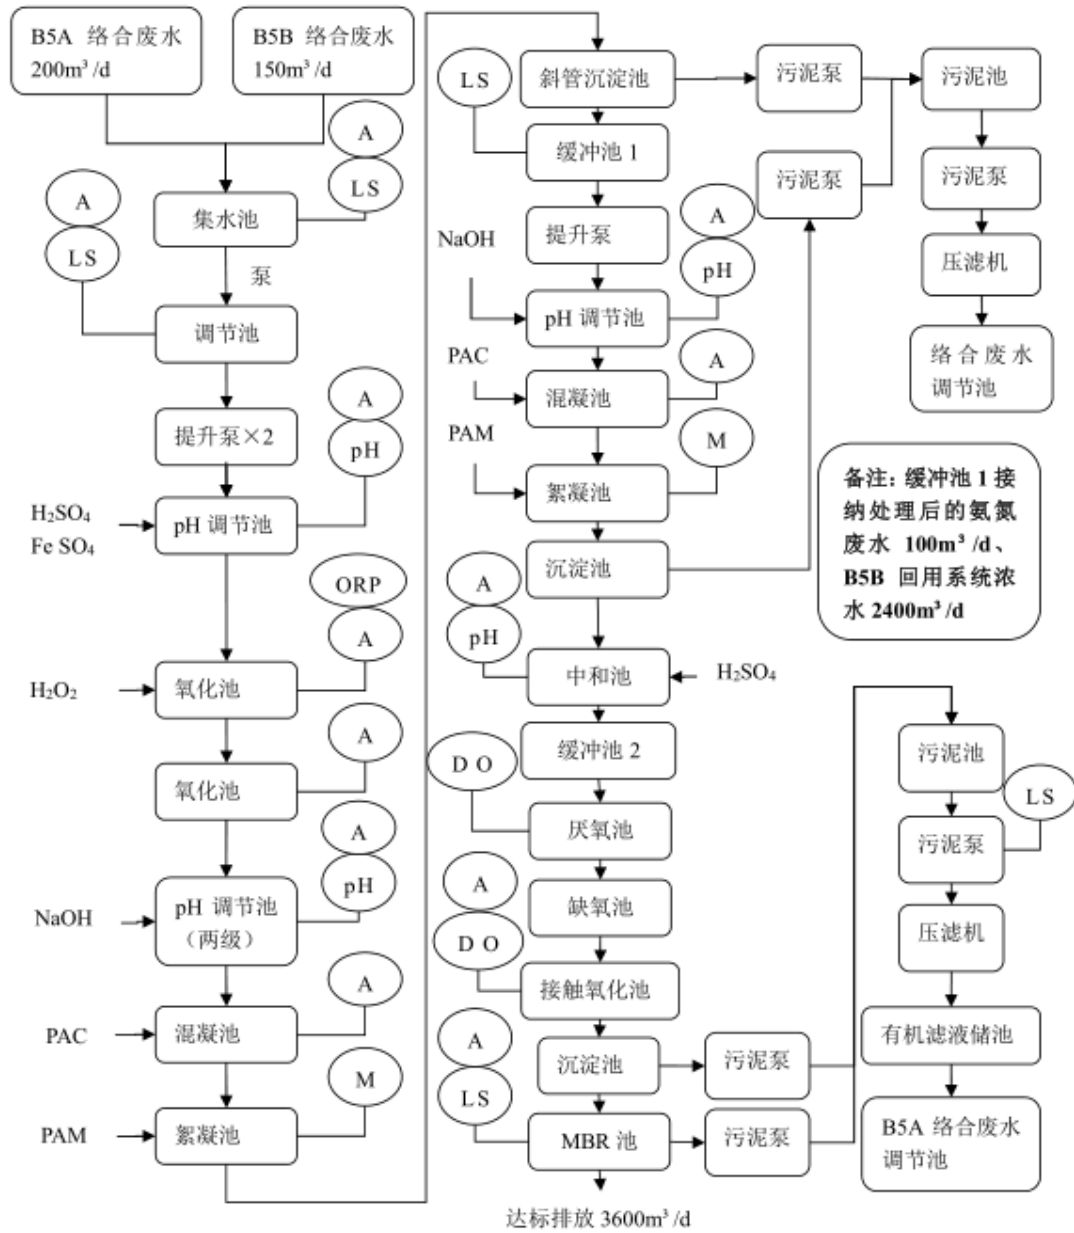 B5A 络合废水
200m³/d
B5B 络合废水
150m³/d
A
LS
集水池
A
LS
泵
调节池
提升泵×2
A
pH
H₂SO₄
Fe SO₄
pH 调节池
ORP
A
H₂O₂
氧化池
A
氧化池
A
pH
NaOH
pH 调节池
（两级）
A
PAC
混凝池
M
PAM
絮凝池
LS
斜管沉淀池
缓冲池 1
提升泵
NaOH
A
pH
pH 调节池
PAC
A
混凝池
PAM
M
絮凝池
沉淀池
A
pH
中和池
H₂SO₄
缓冲池 2
D O
厌氧池
A
缺氧池
D O
接触氧化池
A
沉淀池
污泥泵
LS
MBR 池
污泥泵
达标排放 3600m³/d
污泥泵
污泥池
污泥泵
污泥泵
压滤机
络合废水
调节池
备注：缓冲池 1 接
纳处理后的氨氮
废水 100m³/d、
B5B 回用系统浓
水 2400m³/d
污泥池
LS
污泥泵
压滤机
有机滤液储池
B5A 络合废水
调节池